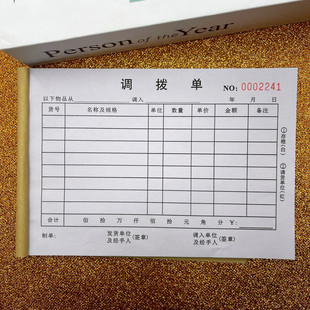 Person of the Year
调拨单
NO: 0002241
以下物品从 调入 年 月 日
货号 名称及规格 单位 数量 单价 金额 备注
合计 佰 拾 万 仟 佰 拾 元 角 分 ¥:
制单: 发货单位及经手人(签章) 调入单位及经手人(签章)
①存根(白)
②调货单位(红)